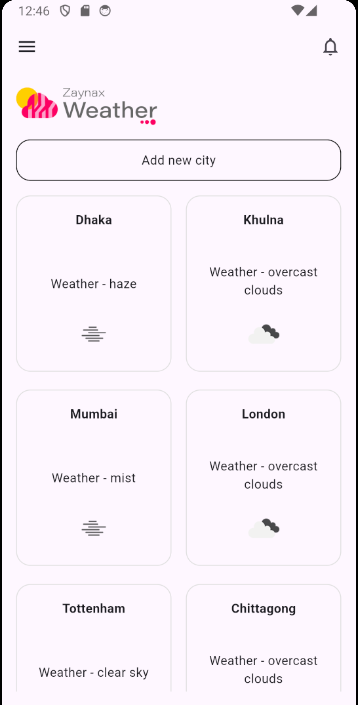 12:46
Zaynax
Weather
Add new city
Dhaka
Khulna
Weather - haze
Weather - overcast
clouds
Mumbai
London
Weather - mist
Weather - overcast
clouds
Tottenham
Chittagong
Weather - clear sky
Weather - overcast
clouds